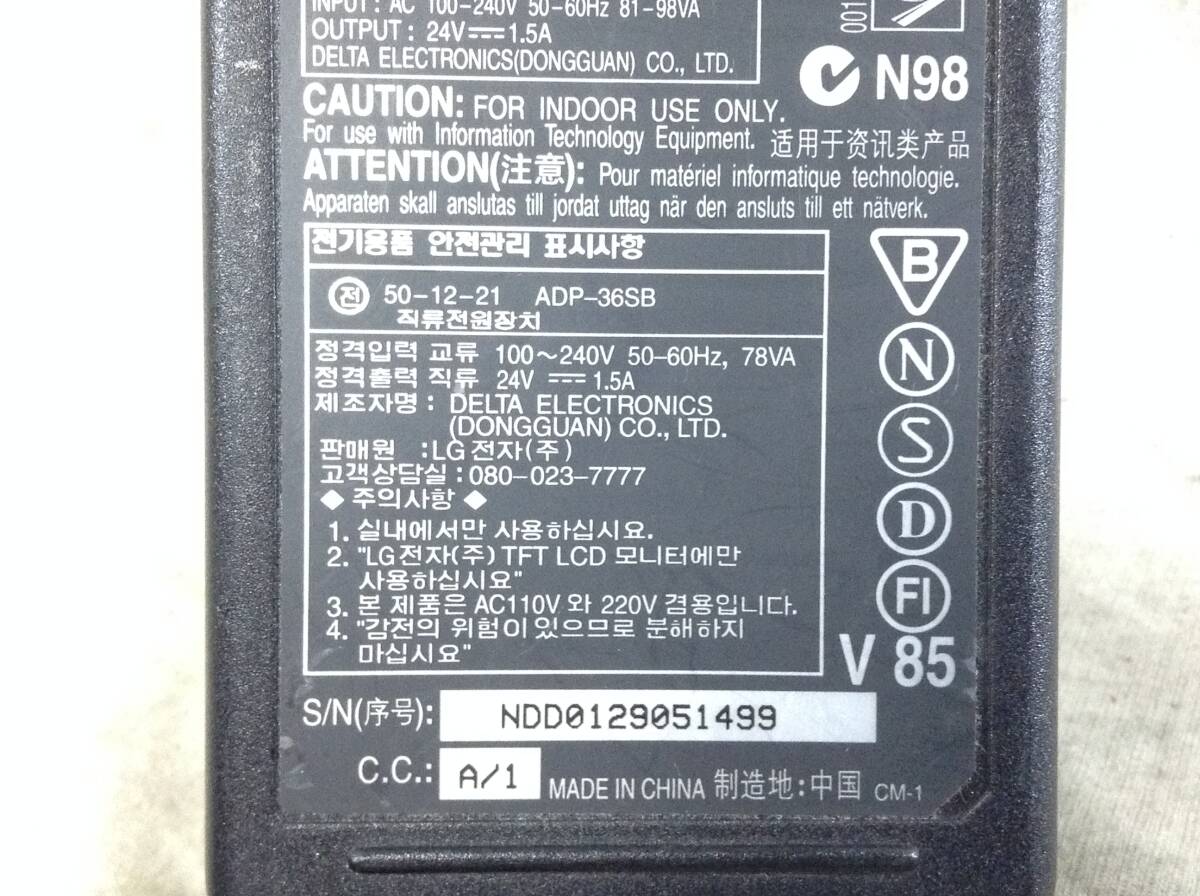 INPUT : AC 100-240V 50-60Hz 81-98VA
OUTPUT : 24V⎓1.5A
DELTA ELECTRONICS(DONGGUAN) CO., LTD.
001
N98
CAUTION: FOR INDOOR USE ONLY.
For use with Information Technology Equipment. 适用于资讯类产品
ATTENTION(注意): Pour matériel informatique technologie.
Apparaten skall anslutas till jordat uttag när den ansluts till ett nätverk.
전기용품 안전관리 표시사항
전 50-12-21 ADP-36SB
직류전원장치
정격입력 교류 100~240V 50-60Hz, 78VA
정격출력 직류 24V ⎓ 1.5A
제조자명 : DELTA ELECTRONICS
(DONGGUAN) CO., LTD.
판매원 : LG전자(주)
고객상담실 : 080-023-7777
◆ 주의사항 ◆
1. 실내에서만 사용하십시요.
2. "LG전자(주) TFT LCD 모니터에만
사용하십시요"
3. 본 제품은 AC110V 와 220V 겸용입니다.
4. "감전의 위험이 있으므로 분해하지
마십시요"
B
N
S
D
FI
V 85
S/N(序号): NDD0129051499
C.C.: A/1 MADE IN CHINA 制造地:中国 CM-1